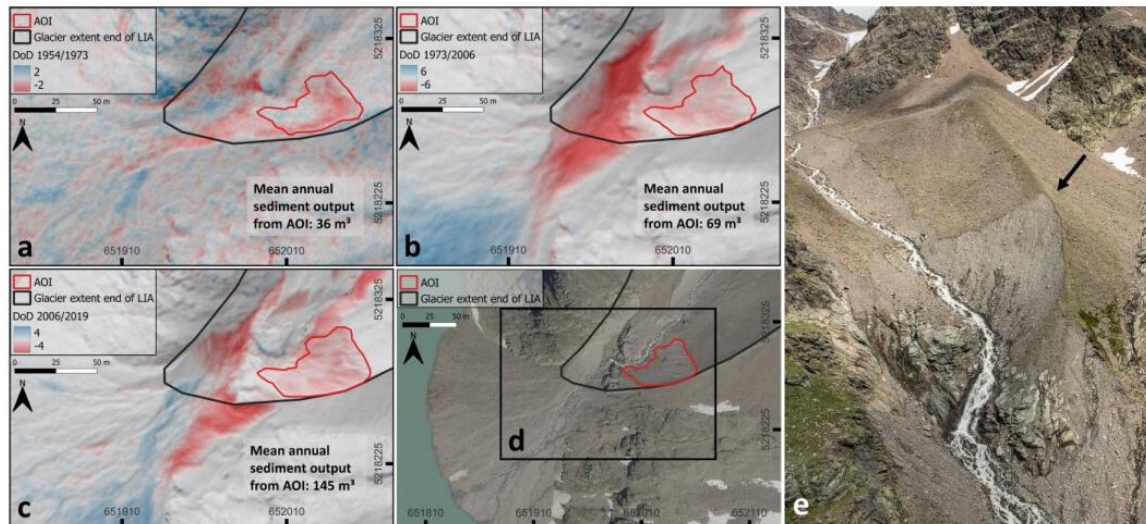 AOI
Glacier extent end of LIA
DoD 1954/1973
2
-2
0 25 50 m
N
5218325
5218225
Mean annual
sediment output
from AOI: 36 m³
651910 652010
a
AOI
Glacier extent end of LIA
DoD 1973/2006
6
-6
0 25 50 m
N
5218325
5218225
Mean annual
sediment output
from AOI: 69 m³
651910 652010
b
AOI
Glacier extent end of LIA
DoD 2006/2019
4
-4
0 25 50 m
N
5218325
5218225
Mean annual
sediment output
from AOI: 145 m³
651910 652010
c
AOI
Glacier extent end of LIA
0 25 50 m
N
5218325
5218225
d
651810 651910 652010 652110
e